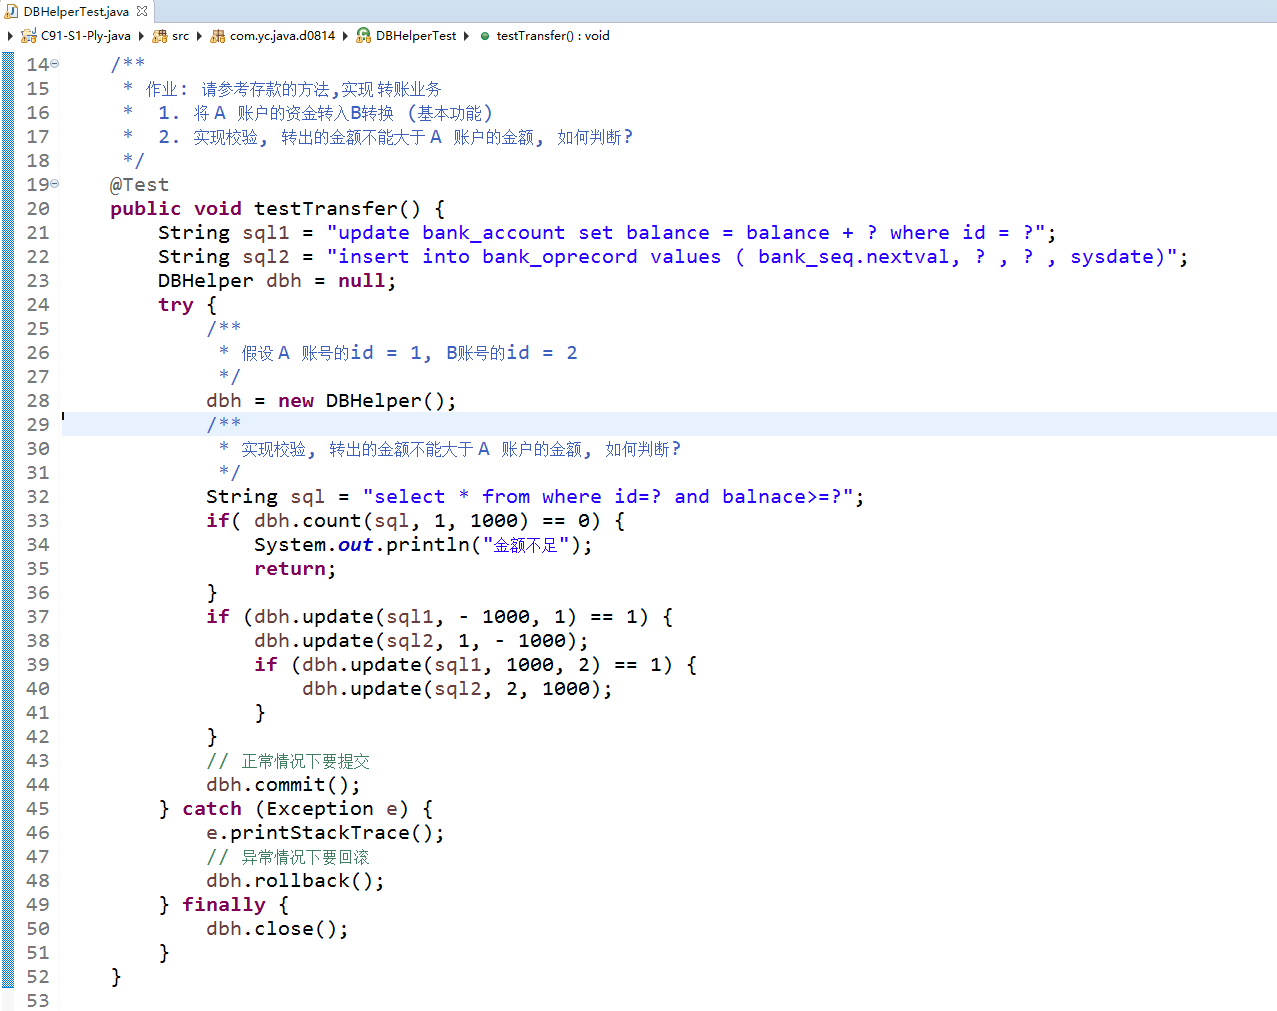 DBHelperTest.java
C91-S1-Ply-java src com.yc.java.d0814 DBHelperTest testTransfer() : void
14 /**
15 * 作业: 请参考存款的方法,实现转账业务
16 * 1. 将 A 账户的资金转入B转换 (基本功能)
17 * 2. 实现校验, 转出的金额不能大于 A 账户的金额, 如何判断?
18 */
19 @Test
20 public void testTransfer() {
21 String sql1 = "update bank_account set balance = balance + ? where id = ?";
22 String sql2 = "insert into bank_oprecord values ( bank_seq.nextval, ? , ? , sysdate)";
23 DBHelper dbh = null;
24 try {
25 /**
26 * 假设 A 账号的id = 1, B账号的id = 2
27 */
28 dbh = new DBHelper();
29 /**
30 * 实现校验, 转出的金额不能大于 A 账户的金额, 如何判断?
31 */
32 String sql = "select * from where id=? and balnace>=?";
33 if( dbh.count(sql, 1, 1000) == 0) {
34 System.out.println("金额不足");
35 return;
36 }
37 if (dbh.update(sql1, - 1000, 1) == 1) {
38 dbh.update(sql2, 1, - 1000);
39 if (dbh.update(sql1, 1000, 2) == 1) {
40 dbh.update(sql2, 2, 1000);
41 }
42 }
43 // 正常情况下要提交
44 dbh.commit();
45 } catch (Exception e) {
46 e.printStackTrace();
47 // 异常情况下要回滚
48 dbh.rollback();
49 } finally {
50 dbh.close();
51 }
52 }
53